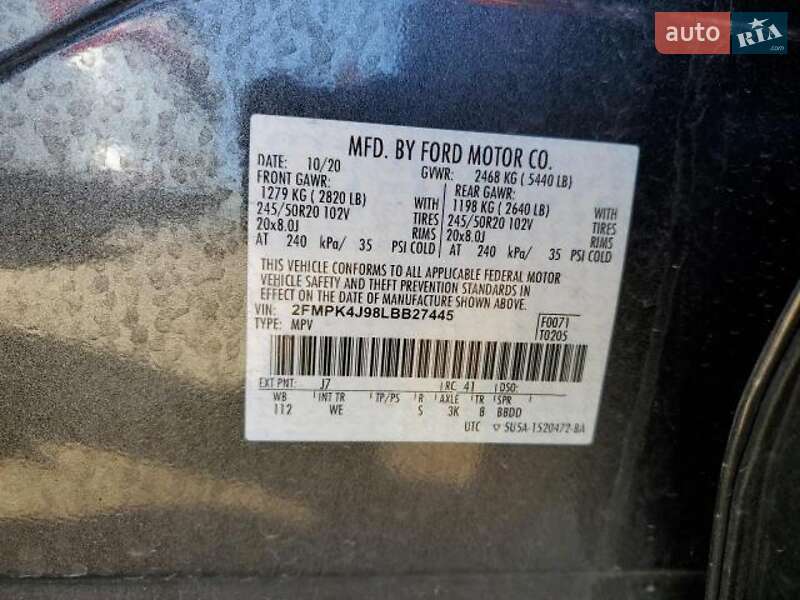 auto RIA.com
MFD. BY FORD MOTOR CO.
DATE: 10/20 GVWR: 2468 KG ( 5440 LB)
FRONT GAWR: REAR GAWR:
1279 KG ( 2820 LB) WITH 1198 KG ( 2640 LB) WITH
245/50R20 102V TIRES 245/50R20 102V TIRES
20x8.0J RIMS 20x8.0J RIMS
AT 240 kPa/ 35 PSI COLD AT 240 kPa/ 35 PSI COLD
THIS VEHICLE CONFORMS TO ALL APPLICABLE FEDERAL MOTOR
VEHICLE SAFETY AND THEFT PREVENTION STANDARDS IN
EFFECT ON THE DATE OF MANUFACTURE SHOWN ABOVE.
VIN: 2FMPK4J98LBB27445
TYPE: MPV F0071
T0205
EXT PNT: J7 RC: 41 DSO:
WB INT TR TP/PS R AXLE TR SPR
112 WE S 3K B BBDD
UTC ▽ 5U5A-1520472-BA